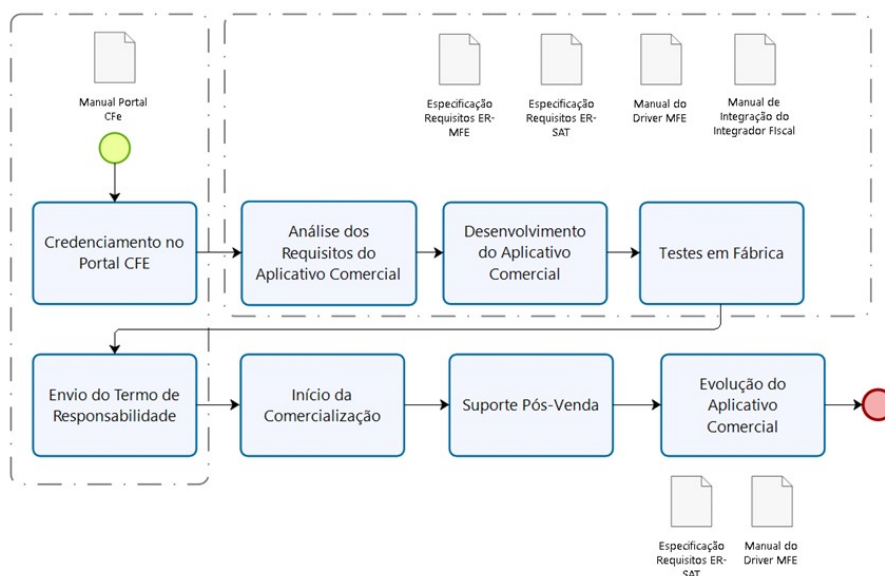 Manual Portal
CFe
Especificação
Requisitos ER-
MFE
Especificação
Requisitos ER-
SAT
Manual do
Driver MFE
Manual de
Integração do
Integrador FIscal
Credenciamento no
Portal CFE
Análise dos
Requisitos do
Aplicativo Comercial
Desenvolvimento
do Aplicativo
Comercial
Testes em Fábrica
Envio do Termo de
Responsabilidade
Início da
Comercialização
Suporte Pós-Venda
Evolução do
Aplicativo
Comercial
Especificação
Requisitos ER-
SAT
Manual do
Driver MFE